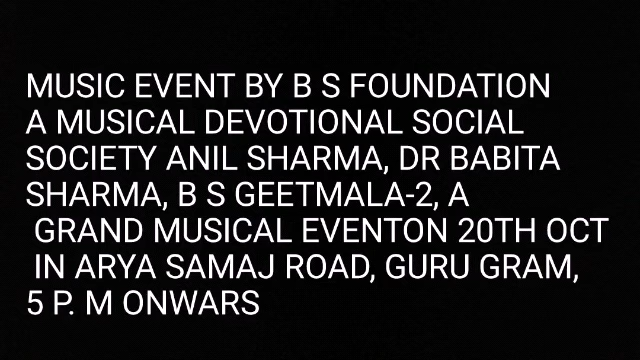 MUSIC EVENT BY B S FOUNDATION
A MUSICAL DEVOTIONAL SOCIAL
SOCIETY ANIL SHARMA, DR BABITA
SHARMA, B S GEETMALA-2, A
GRAND MUSICAL EVENTON 20TH OCT
IN ARYA SAMAJ ROAD, GURU GRAM,
5 P. M ONWARS